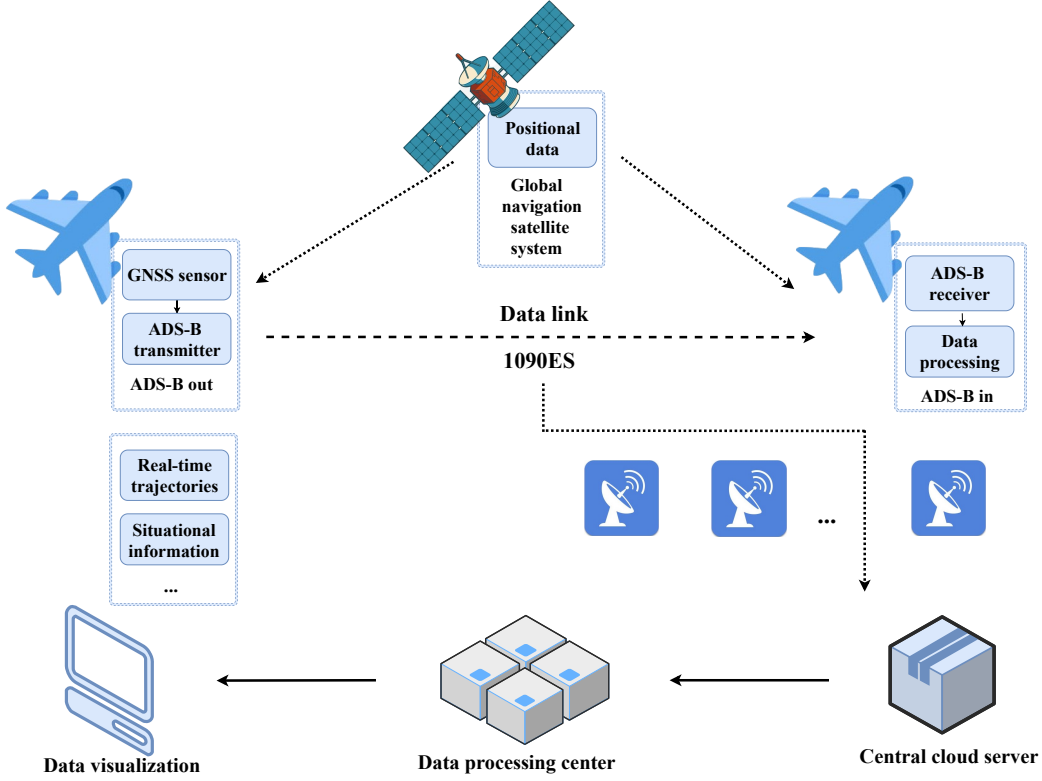 Positional
data
Global
navigation
satellite
system
GNSS sensor
ADS-B
transmitter
ADS-B out
Data link
1090ES
ADS-B
receiver
Data
processing
ADS-B in
Real-time
trajectories
Situational
information
...
...
Data visualization
Data processing center
Central cloud server